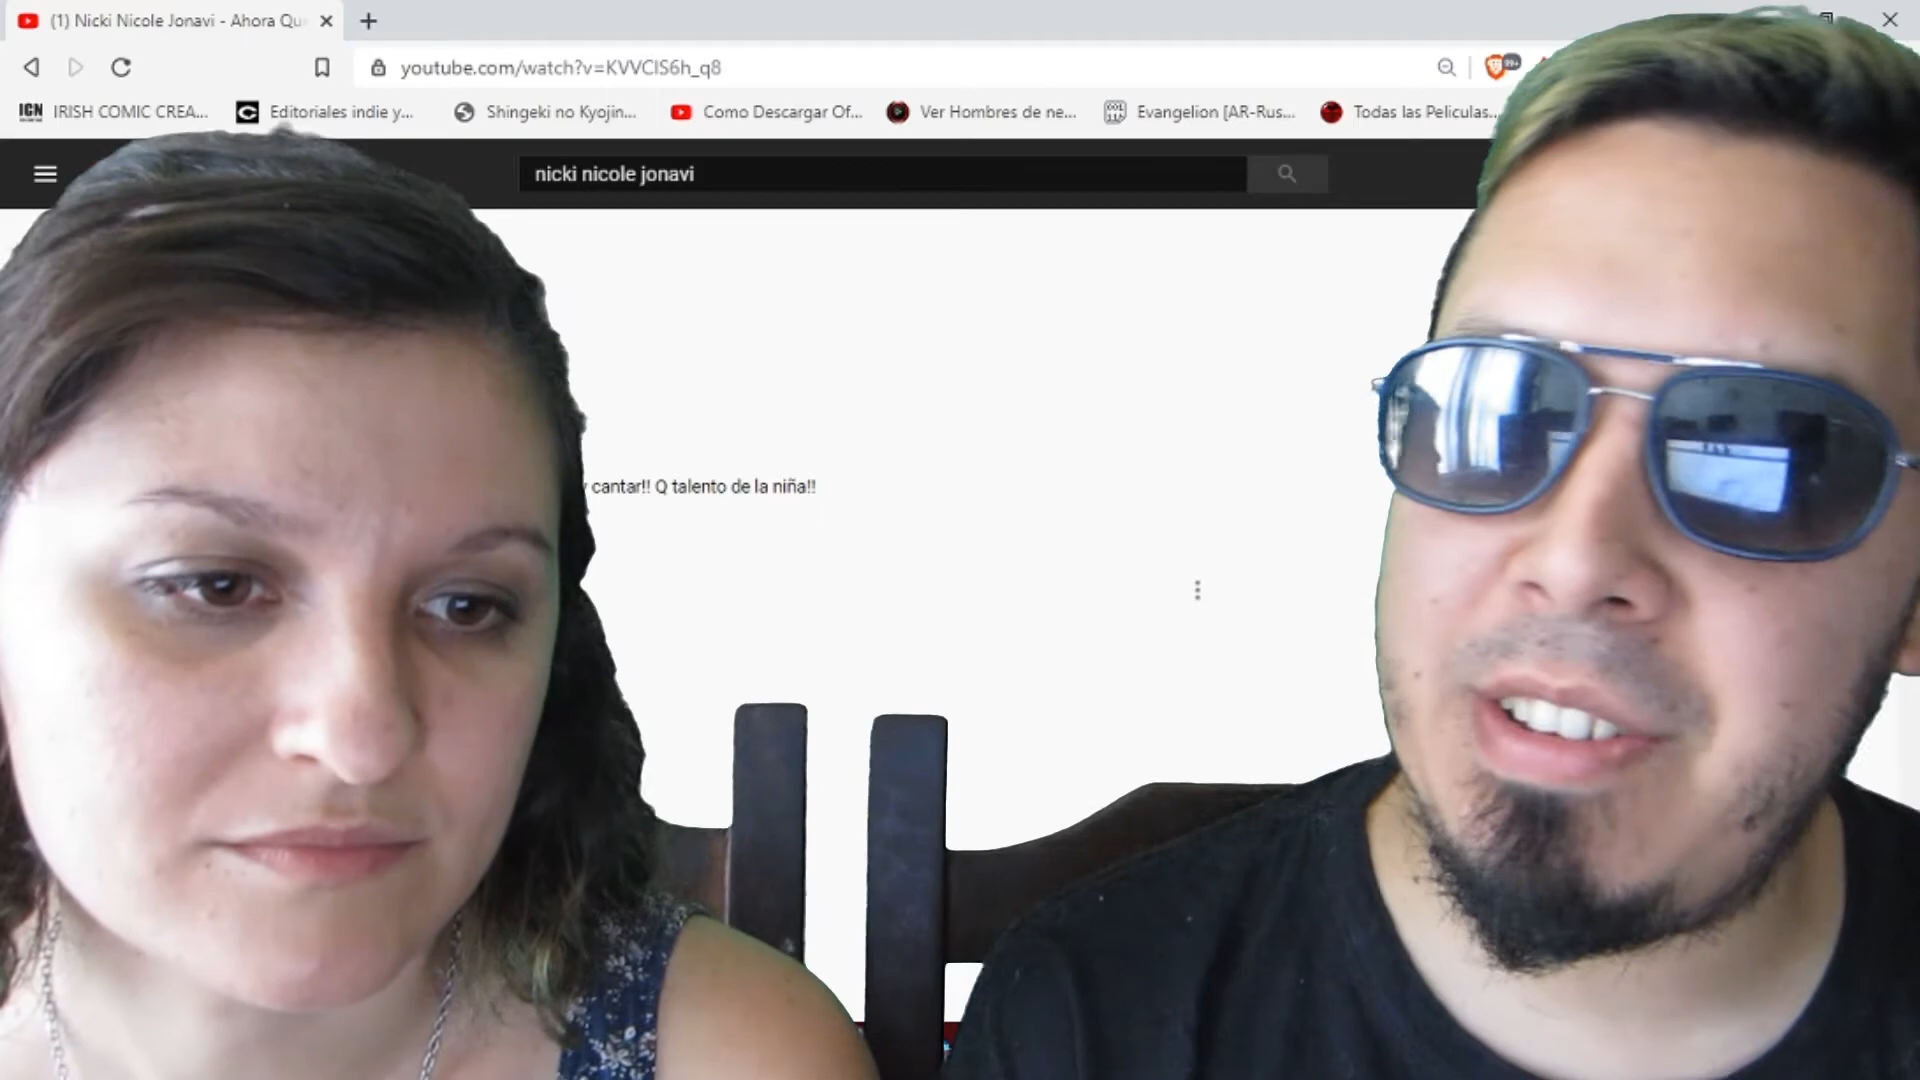 (1) Nicki Nicole Jonavi - Ahora Qu
youtube.com/watch?v=KVVCIS6h_q8
99+
ICN IRISH COMIC CREA... Editoriales indie y... Shingeki no Kyojin... Como Descargar Of... Ver Hombres de ne... Evangelion [AR-Rus... Todas las Peliculas...
nicki nicole jonavi
cantar!! Q talento de la niña!!